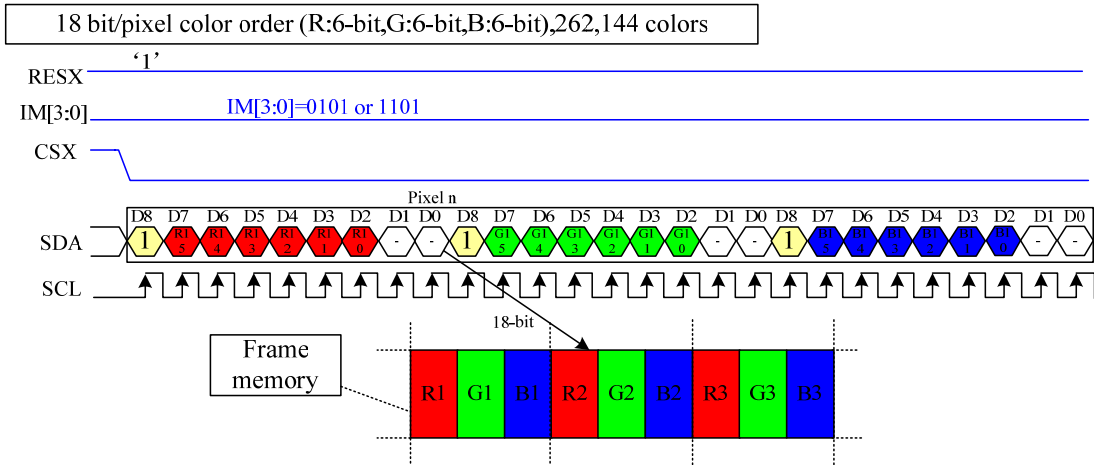 18 bit/pixel color order (R:6-bit,G:6-bit,B:6-bit),262,144 colors
‘1’
RESX
IM[3:0]
IM[3:0]=0101 or 1101
CSX
Pixel n
D8 D7 D6 D5 D4 D3 D2 D1 D0 D8 D7 D6 D5 D4 D3 D2 D1 D0 D8 D7 D6 D5 D4 D3 D2 D1 D0
SDA
1 R1 5 R1 4 R1 3 R1 2 R1 1 R1 0 - - 1 G1 5 G1 4 G1 3 G1 2 G1 1 G1 0 - - 1 B1 5 B1 4 B1 3 B1 2 B1 1 B1 0 - -
SCL
18-bit
Frame
memory
R1 G1 B1 R2 G2 B2 R3 G3 B3